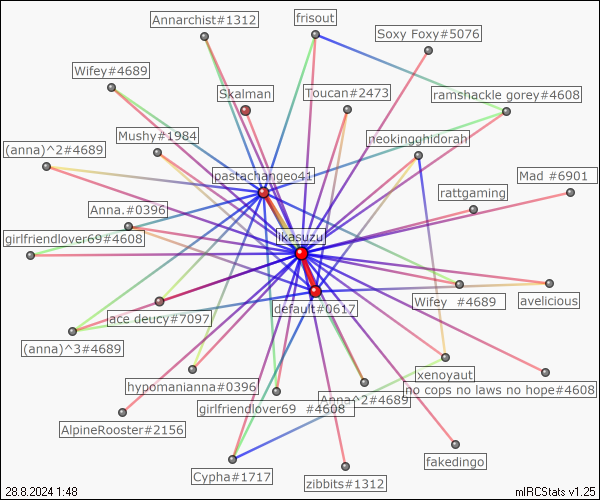 Annarchist#1312
frisout
Soxy Foxy#5076
Wifey#4689
Skalman
Toucan#2473
ramshackle gorey#4608
Mushy#1984
neokingghidorah
(anna)^2#4689
pastachangeo41
Mad #6901
rattgaming
Anna.#0396
girlfriendlover69#4608
ikasuzu
ace deucy#7097
default#0617
Wifey #4689
avelicious
(anna)^3#4689
xenoyaut
hypomanianna#0396
Anna^2#4689
no cops no laws no hope#4608
girlfriendlover69 #4608
AlpineRooster#2156
fakedingo
Cypha#1717
zibbits#1312
28.8.2024 1:48
mIRCStats v1.25